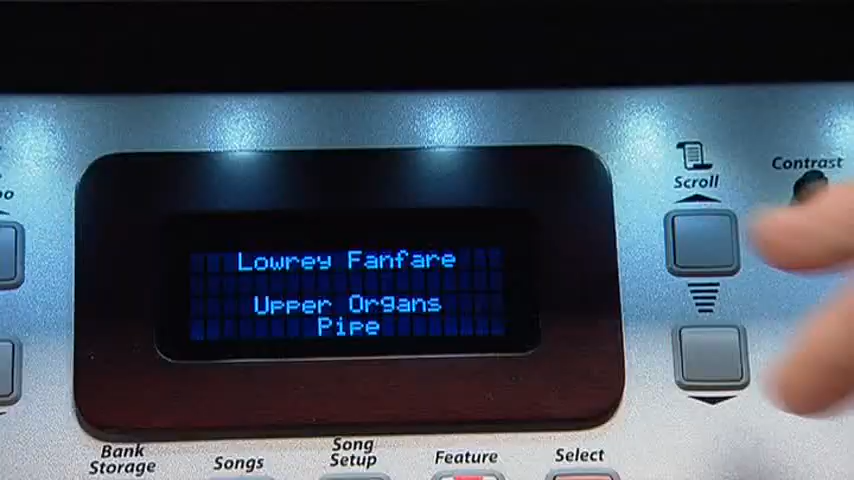 Scroll
Contrast
Lowrey Fanfare
Upper Organs
Pipe
Bank
Storage
Songs
Song
Setup
Feature
Select